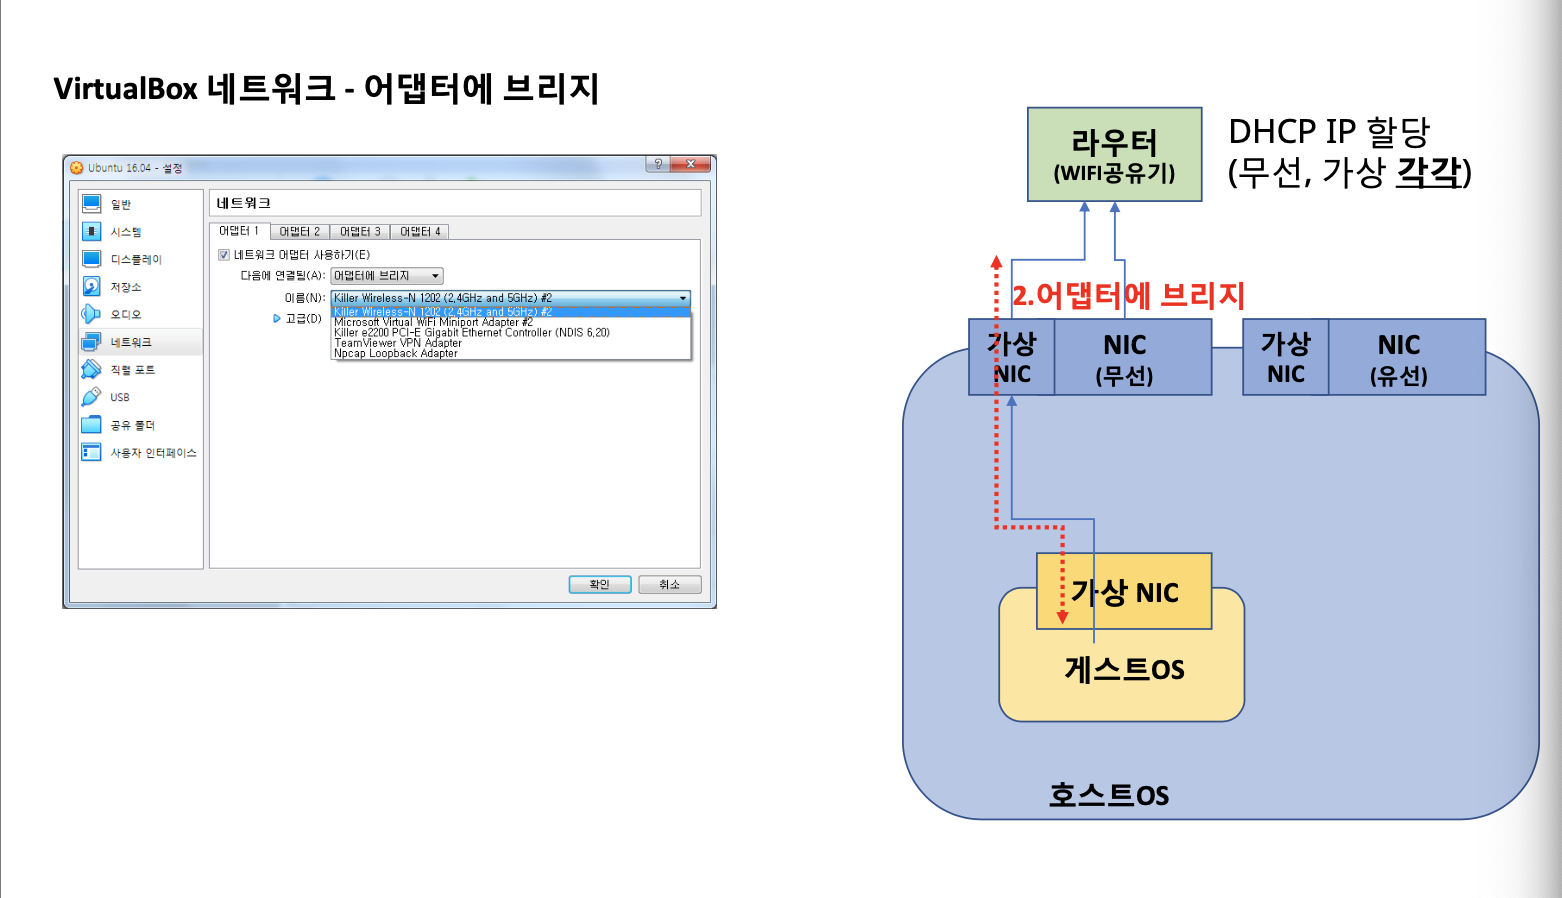 VirtualBox 네트워크 - 어댑터에 브리지
Ubuntu 16.04 - 설정
일반
시스템
디스플레이
저장소
오디오
네트워크
직렬 포트
USB
공유 폴더
사용자 인터페이스
네트워크
어댑터 1
어댑터 2
어댑터 3
어댑터 4
네트워크 어댑터 사용하기(E)
다음에 연결됨(A): 어댑터에 브리지
이름(N): Killer Wireless-N 1202 (2,4GHz and 5GHz) #2
고급(D)
Killer Wireless-N 1202 (2,4GHz and 5GHz) #2
Microsoft Virtual WiFi Miniport Adapter #2
Killer e2200 PCI-E Gigabit Ethernet Controller (NDIS 6,20)
TeamViewer VPN Adapter
Npcap Loopback Adapter
확인
취소
라우터
(WIFI공유기)
DHCP IP 할당
(무선, 가상 각각)
2.어댑터에 브리지
가상
NIC
NIC
(무선)
가상
NIC
NIC
(유선)
가상 NIC
게스트OS
호스트OS